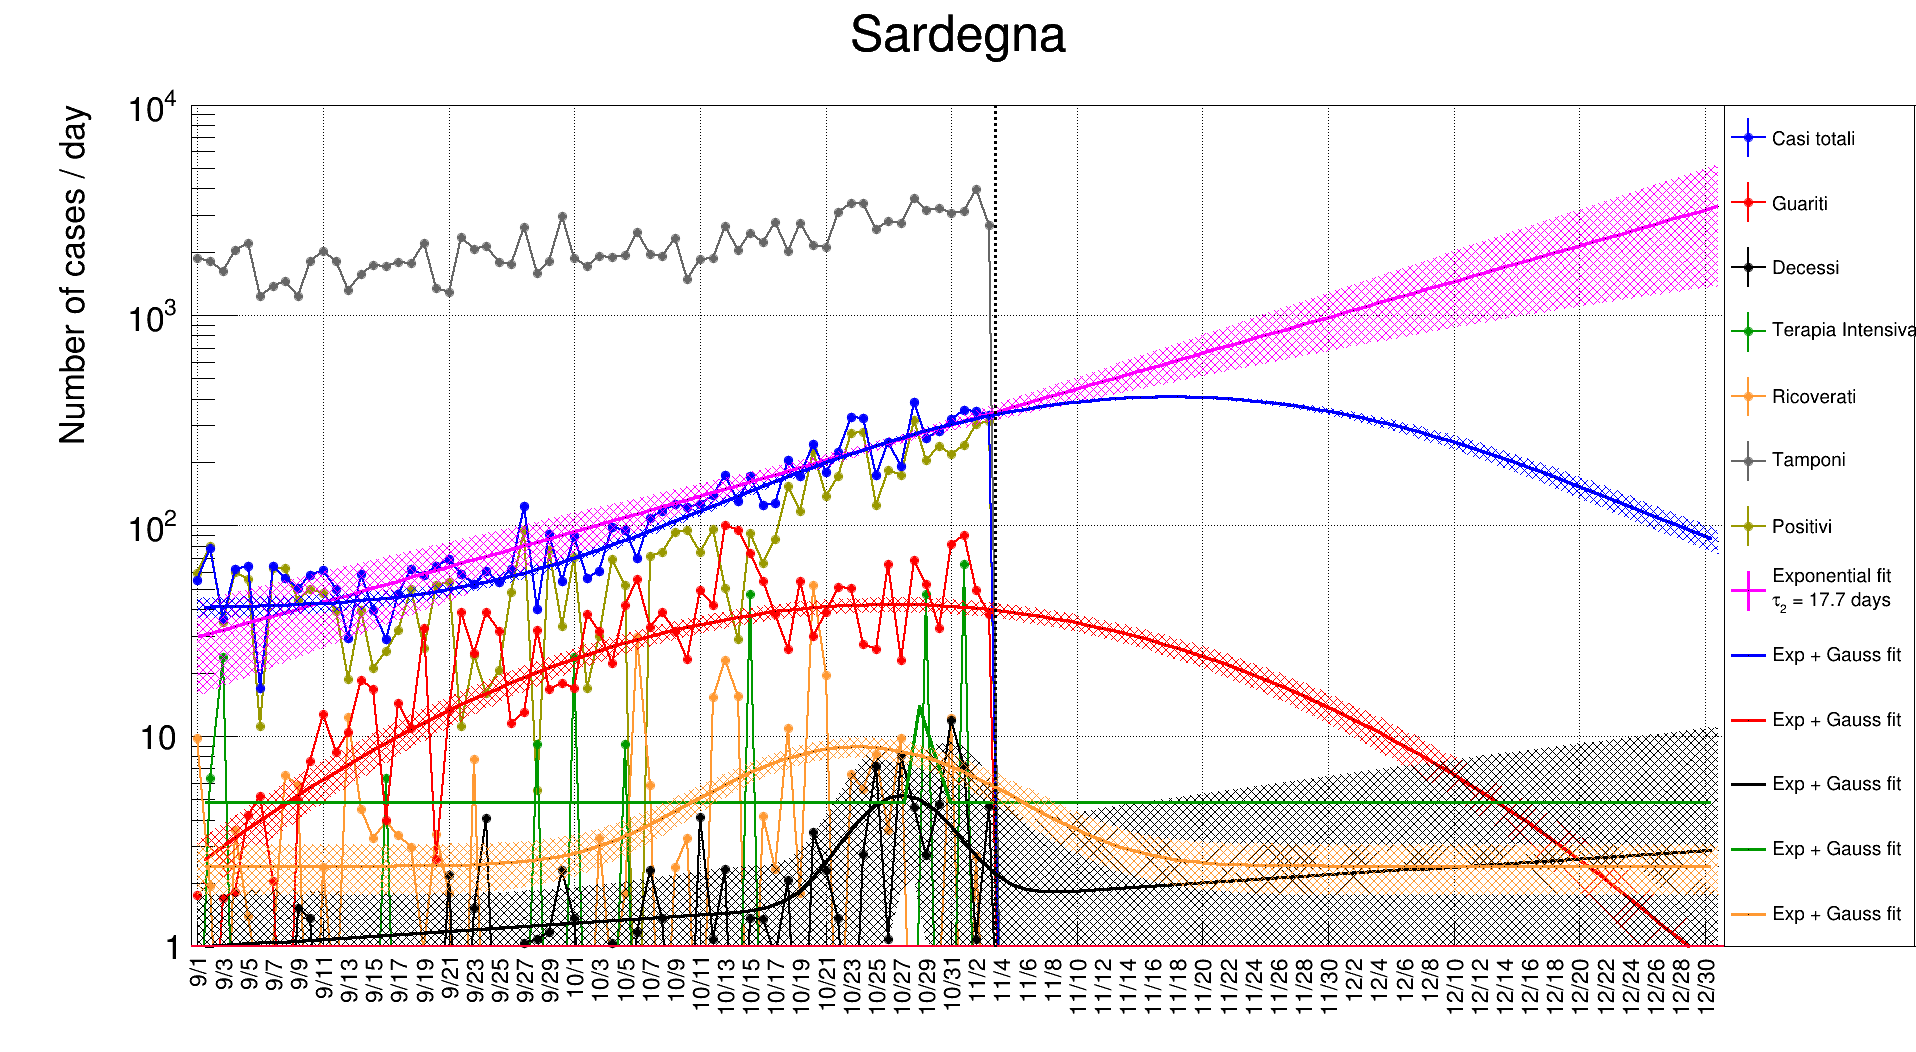 Sardegna
Number of cases / day
10^4
10^3
10^2
10
1
9/1 9/3 9/5 9/7 9/9 9/11 9/13 9/15 9/17 9/19 9/21 9/23 9/25 9/27 9/29 10/1 10/3 10/5 10/7 10/9 10/11 10/13 10/15 10/17 10/19 10/21 10/23 10/25 10/27 10/29 10/31 11/2 11/4 11/6 11/8 11/10 11/12 11/14 11/16 11/18 11/20 11/22 11/24 11/26 11/28 11/30 12/2 12/4 12/6 12/8 12/10 12/12 12/14 12/16 12/18 12/20 12/22 12/24 12/26 12/28 12/30
Casi totali
Guariti
Decessi
Terapia Intensiva
Ricoverati
Tamponi
Positivi
Exponential fit
τ2 = 17.7 days
Exp + Gauss fit
Exp + Gauss fit
Exp + Gauss fit
Exp + Gauss fit
Exp + Gauss fit